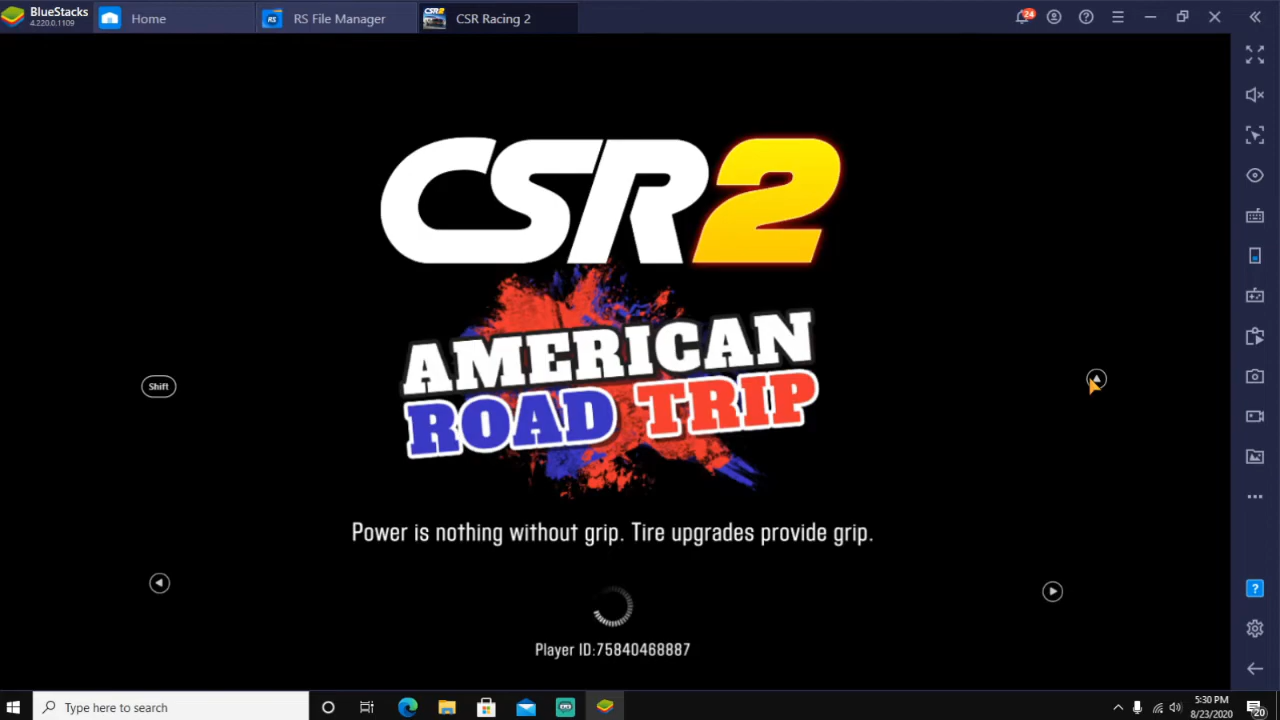 BlueStacks
4.220.0.1109
Home
RS
RS File Manager
CSR Racing 2
24
CSR2
AMERICAN
ROAD TRIP
Shift
Power is nothing without grip. Tire upgrades provide grip.
Player ID:75840468887
Type here to search
5:30 PM
8/23/2020
20